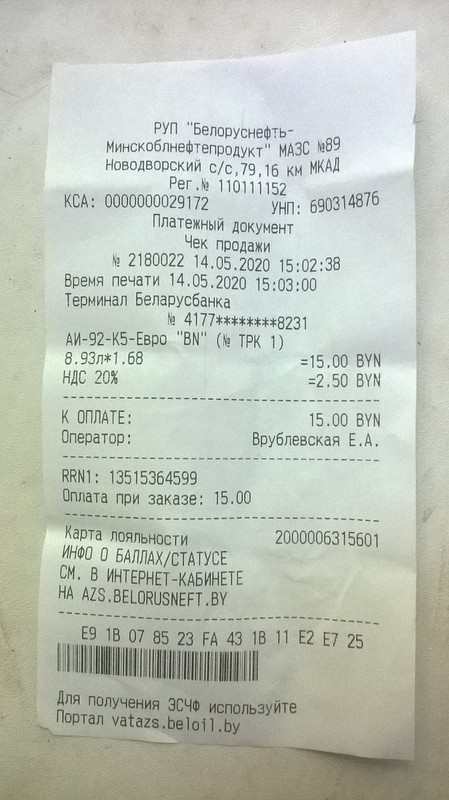 РУП "Белоруснефть-
Минскоблнефтепродукт" МАЗС №89
Новодворский с/с,79,16 км МКАД
Рег.№ 110111152
КСА: 0000000029172 УНП: 690314876
Платежный документ
Чек продажи
№ 2180022 14.05.2020 15:02:38
Время печати 14.05.2020 15:03:00
Терминал Беларусбанка
№ 4177********8231
АИ-92-К5-Евро "BN" (№ ТРК 1)
8.93л*1.68 =15.00 BYN
НДС 20% =2.50 BYN
К ОПЛАТЕ: 15.00 BYN
Оператор: Врублевская Е.А.
RRN1: 13515364599
Оплата при заказе: 15.00
Карта лояльности 2000006315601
ИНФО О БАЛЛАХ/СТАТУСЕ
СМ. В ИНТЕРНЕТ-КАБИНЕТЕ
НА AZS.BELORUSNEFT.BY
E9 1B 07 85 23 FA 43 1B 11 E2 E7 25
Для получения ЭСЧФ используйте
Портал vatazs.beloil.by